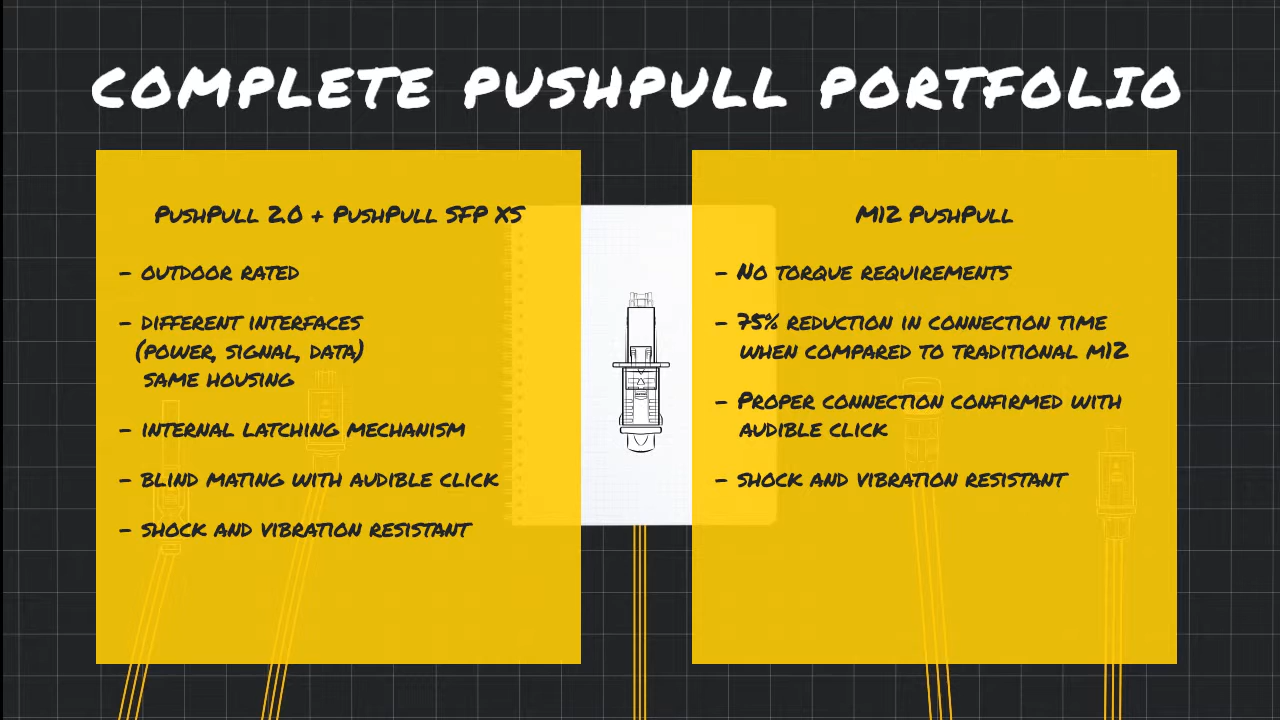 COMPLETE PUSHPULL PORTFOLIO
PUSHPULL 2.0 + PUSHPULL SFP XS
- OUTDOOR RATED
- DIFFERENT INTERFACES
(POWER, SIGNAL, DATA)
SAME HOUSING
- INTERNAL LATCHING MECHANISM
- BLIND MATING WITH AUDIBLE CLICK
- SHOCK AND VIBRATION RESISTANT
M12 PUSHPULL
- NO TORQUE REQUIREMENTS
- 75% REDUCTION IN CONNECTION TIME
WHEN COMPARED TO TRADITIONAL M12
- PROPER CONNECTION CONFIRMED WITH
AUDIBLE CLICK
- SHOCK AND VIBRATION RESISTANT